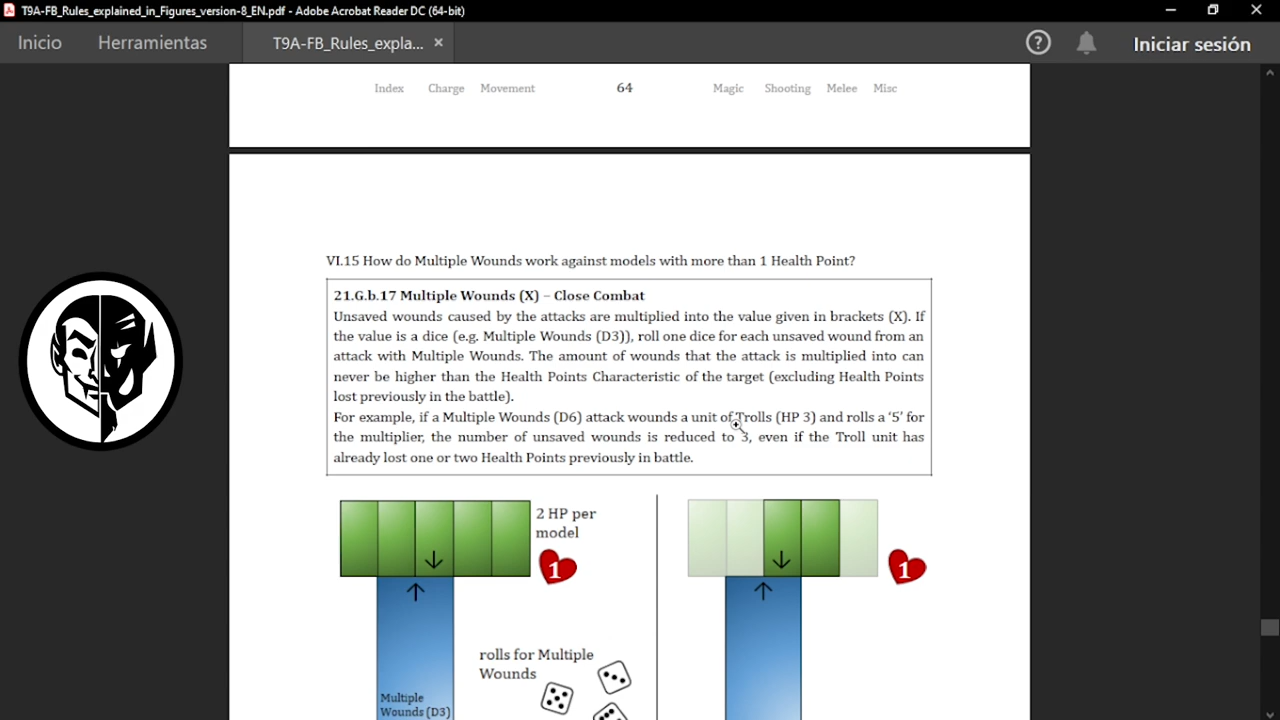 T9A-FB_Rules_explained_in_Figures_version-8_EN.pdf - Adobe Acrobat Reader DC (64-bit)
Inicio Herramientas T9A-FB_Rules_expla... Iniciar sesión
Index Charge Movement 64 Magic Shooting Melee Misc
VI.15 How do Multiple Wounds work against models with more than 1 Health Point?
21.G.b.17 Multiple Wounds (X) – Close Combat
Unsaved wounds caused by the attacks are multiplied into the value given in brackets (X). If
the value is a dice (e.g. Multiple Wounds (D3)), roll one dice for each unsaved wound from an
attack with Multiple Wounds. The amount of wounds that the attack is multiplied into can
never be higher than the Health Points Characteristic of the target (excluding Health Points
lost previously in the battle).
For example, if a Multiple Wounds (D6) attack wounds a unit of Trolls (HP 3) and rolls a ‘5’ for
the multiplier, the number of unsaved wounds is reduced to 3, even if the Troll unit has
already lost one or two Health Points previously in battle.
2 HP per
model
1
1
rolls for Multiple
Wounds
Multiple
Wounds (D3)